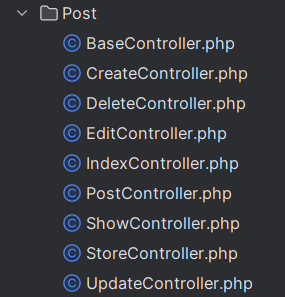 Post
BaseController.php
CreateController.php
DeleteController.php
EditController.php
IndexController.php
PostController.php
ShowController.php
StoreController.php
UpdateController.php